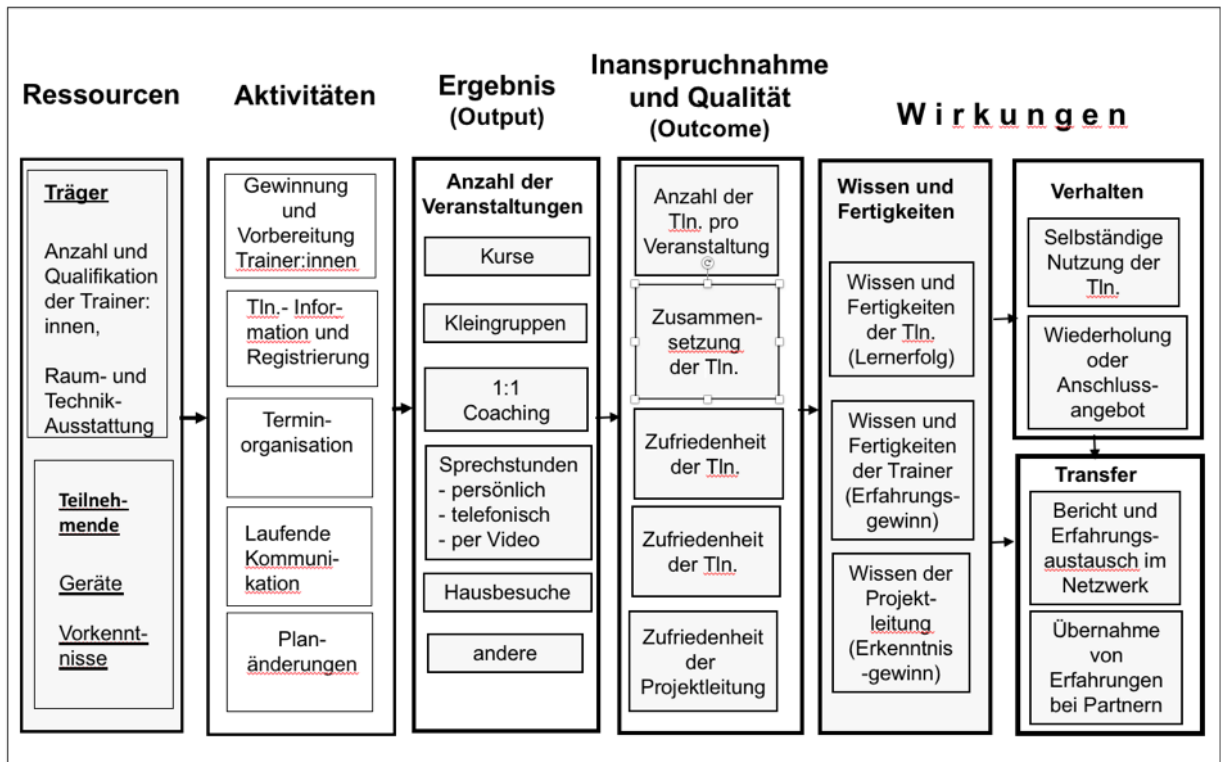 Ressourcen
Aktivitäten
Ergebnis
(Output)
Inanspruchnahme
und Qualität
(Outcome)
Wirkungen
Träger
Anzahl und
Qualifikation
der Trainer:
innen,
Raum- und
Technik-
Ausstattung
Teilneh-
mende
Geräte
Vorkennt-
nisse
Gewinnung
und
Vorbereitung
Trainer:innen
Tln.- Infor-
mation und
Registrierung
Termin-
organisation
Laufende
Kommuni-
kation
Plan-
änderungen
Anzahl der
Veranstaltungen
Kurse
Kleingruppen
1:1
Coaching
Sprechstunden
- persönlich
- telefonisch
- per Video
Hausbesuche
andere
Anzahl der
Tln. pro
Veranstaltung
Zusammen-
setzung
der Tln.
Zufriedenheit
der Tln.
Zufriedenheit
der Tln.
Zufriedenheit
der
Projektleitung
Wissen und
Fertigkeiten
Wissen und
Fertigkeiten
der Tln.
(Lernerfolg)
Wissen und
Fertigkeiten
der Trainer
(Erfahrungs-
gewinn)
Wissen der
Projekt-
leitung
(Erkenntnis
-gewinn)
Verhalten
Selbständige
Nutzung der
Tln.
Wiederholung
oder
Anschluss-
angebot
Transfer
Bericht und
Erfahrungs-
austausch im
Netzwerk
Übernahme
von
Erfahrungen
bei Partnern